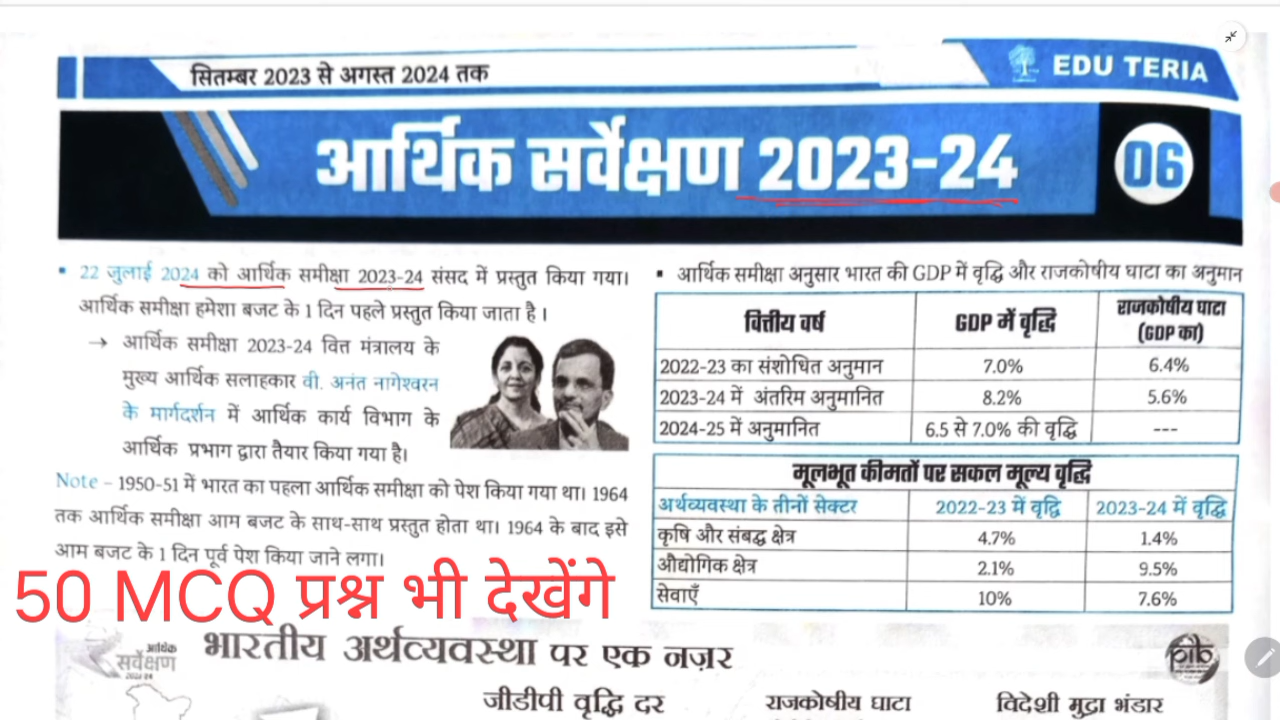 सितम्बर 2023 से अगस्त 2024 तक
EDU TERIA
आर्थिक सर्वेक्षण 2023-24
06
▪ 22 जुलाई 2024 को आर्थिक समीक्षा 2023-24 संसद में प्रस्तुत किया गया।
आर्थिक समीक्षा हमेशा बजट के 1 दिन पहले प्रस्तुत किया जाता है।
→ आर्थिक समीक्षा 2023-24 वित्त मंत्रालय के
मुख्य आर्थिक सलाहकार वी. अनंत नागेश्वरन
के मार्गदर्शन में आर्थिक कार्य विभाग के
आर्थिक प्रभाग द्वारा तैयार किया गया है।
Note – 1950-51 में भारत का पहला आर्थिक समीक्षा को पेश किया गया था। 1964
तक आर्थिक समीक्षा आम बजट के साथ-साथ प्रस्तुत होता था। 1964 के बाद इसे
आम बजट के 1 दिन पूर्व पेश किया जाने लगा।
▪ आर्थिक समीक्षा अनुसार भारत की GDP में वृद्धि और राजकोषीय घाटा का अनुमान
वित्तीय वर्ष GDP में वृद्धि राजकोषीय घाटा
(GDP का)
2022-23 का संशोधित अनुमान 7.0% 6.4%
2023-24 में अंतरिम अनुमानित 8.2% 5.6%
2024-25 में अनुमानित 6.5 से 7.0% की वृद्धि ---
मूलभूत कीमतों पर सकल मूल्य वृद्धि
अर्थव्यवस्था के तीनों सेक्टर 2022-23 में वृद्धि 2023-24 में वृद्धि
कृषि और संबद्ध क्षेत्र 4.7% 1.4%
औद्योगिक क्षेत्र 2.1% 9.5%
सेवाएँ 10% 7.6%
50 MCQ प्रश्न भी देखेंगे
आर्थिक
सर्वेक्षण
2023-24
भारतीय अर्थव्यवस्था पर एक नज़र
pib
जीडीपी वृद्धि दर राजकोषीय घाटा विदेशी मुद्रा भंडार